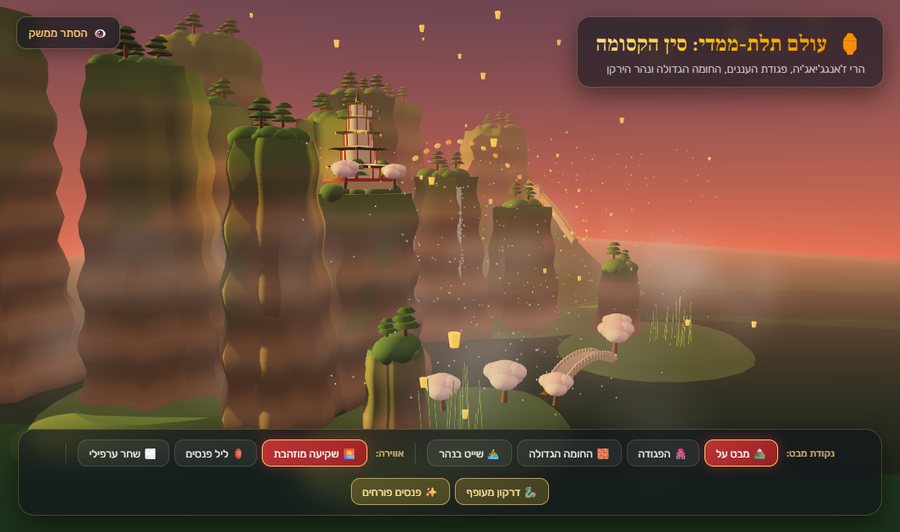 הסתר ממשק
עולם תלת-ממדי: סין הקסומה
הרי ז'אנגג'יאג'יה, פגודת העננים, החומה הגדולה ונהר הירקן
נקודת מבט:
מבט על
הפגודה
החומה הגדולה
שייט בנהר
אווירה:
שקיעה מוזהבת
ליל פנסים
שחר ערפילי
דרקון מעופף
פנסים פורחים